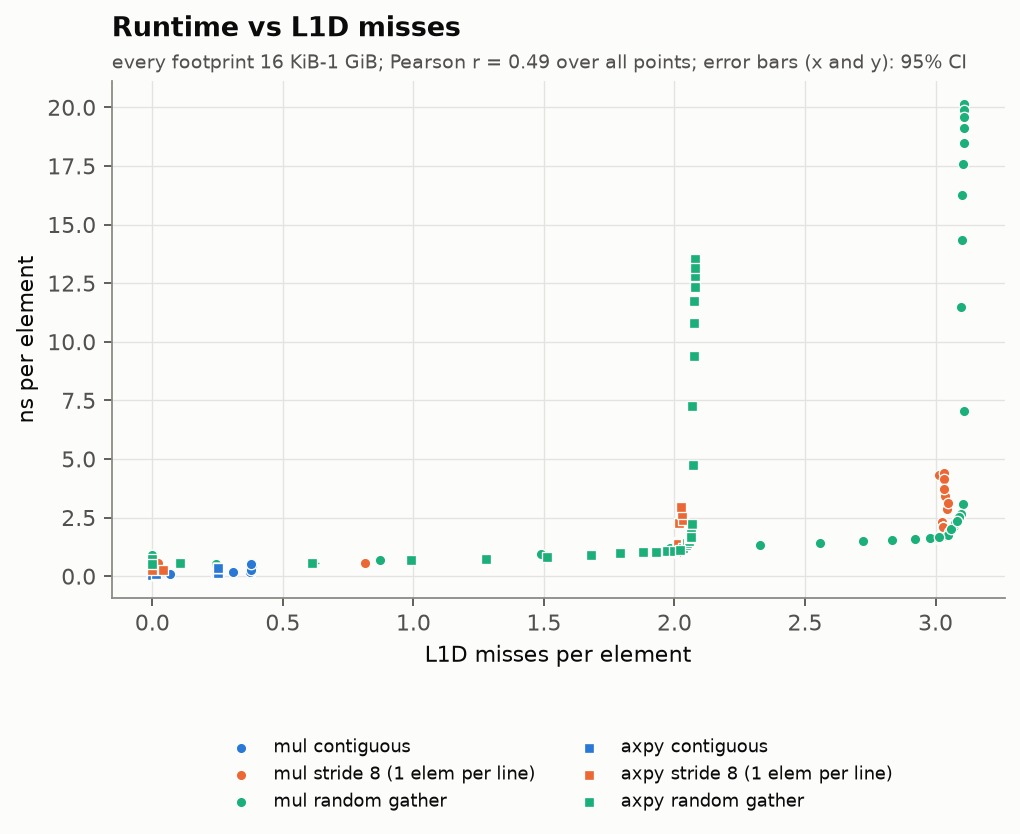 Runtime vs L1D misses
every footprint 16 KiB-1 GiB; Pearson r = 0.49 over all points; error bars (x and y): 95% CI
20.0
17.5
15.0
12.5
10.0
7.5
5.0
2.5
0.0
ns per element
0.0 0.5 1.0 1.5 2.0 2.5 3.0
L1D misses per element
mul contiguous
mul stride 8 (1 elem per line)
mul random gather
axpy contiguous
axpy stride 8 (1 elem per line)
axpy random gather